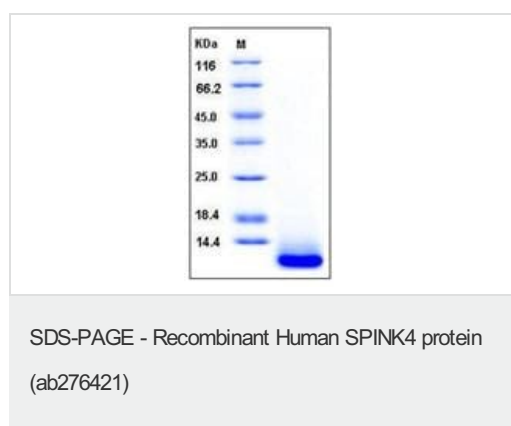 KDa M
116
66.2
45.0
35.0
25.0
18.4
14.4
SDS-PAGE - Recombinant Human SPINK4 protein
(ab276421)